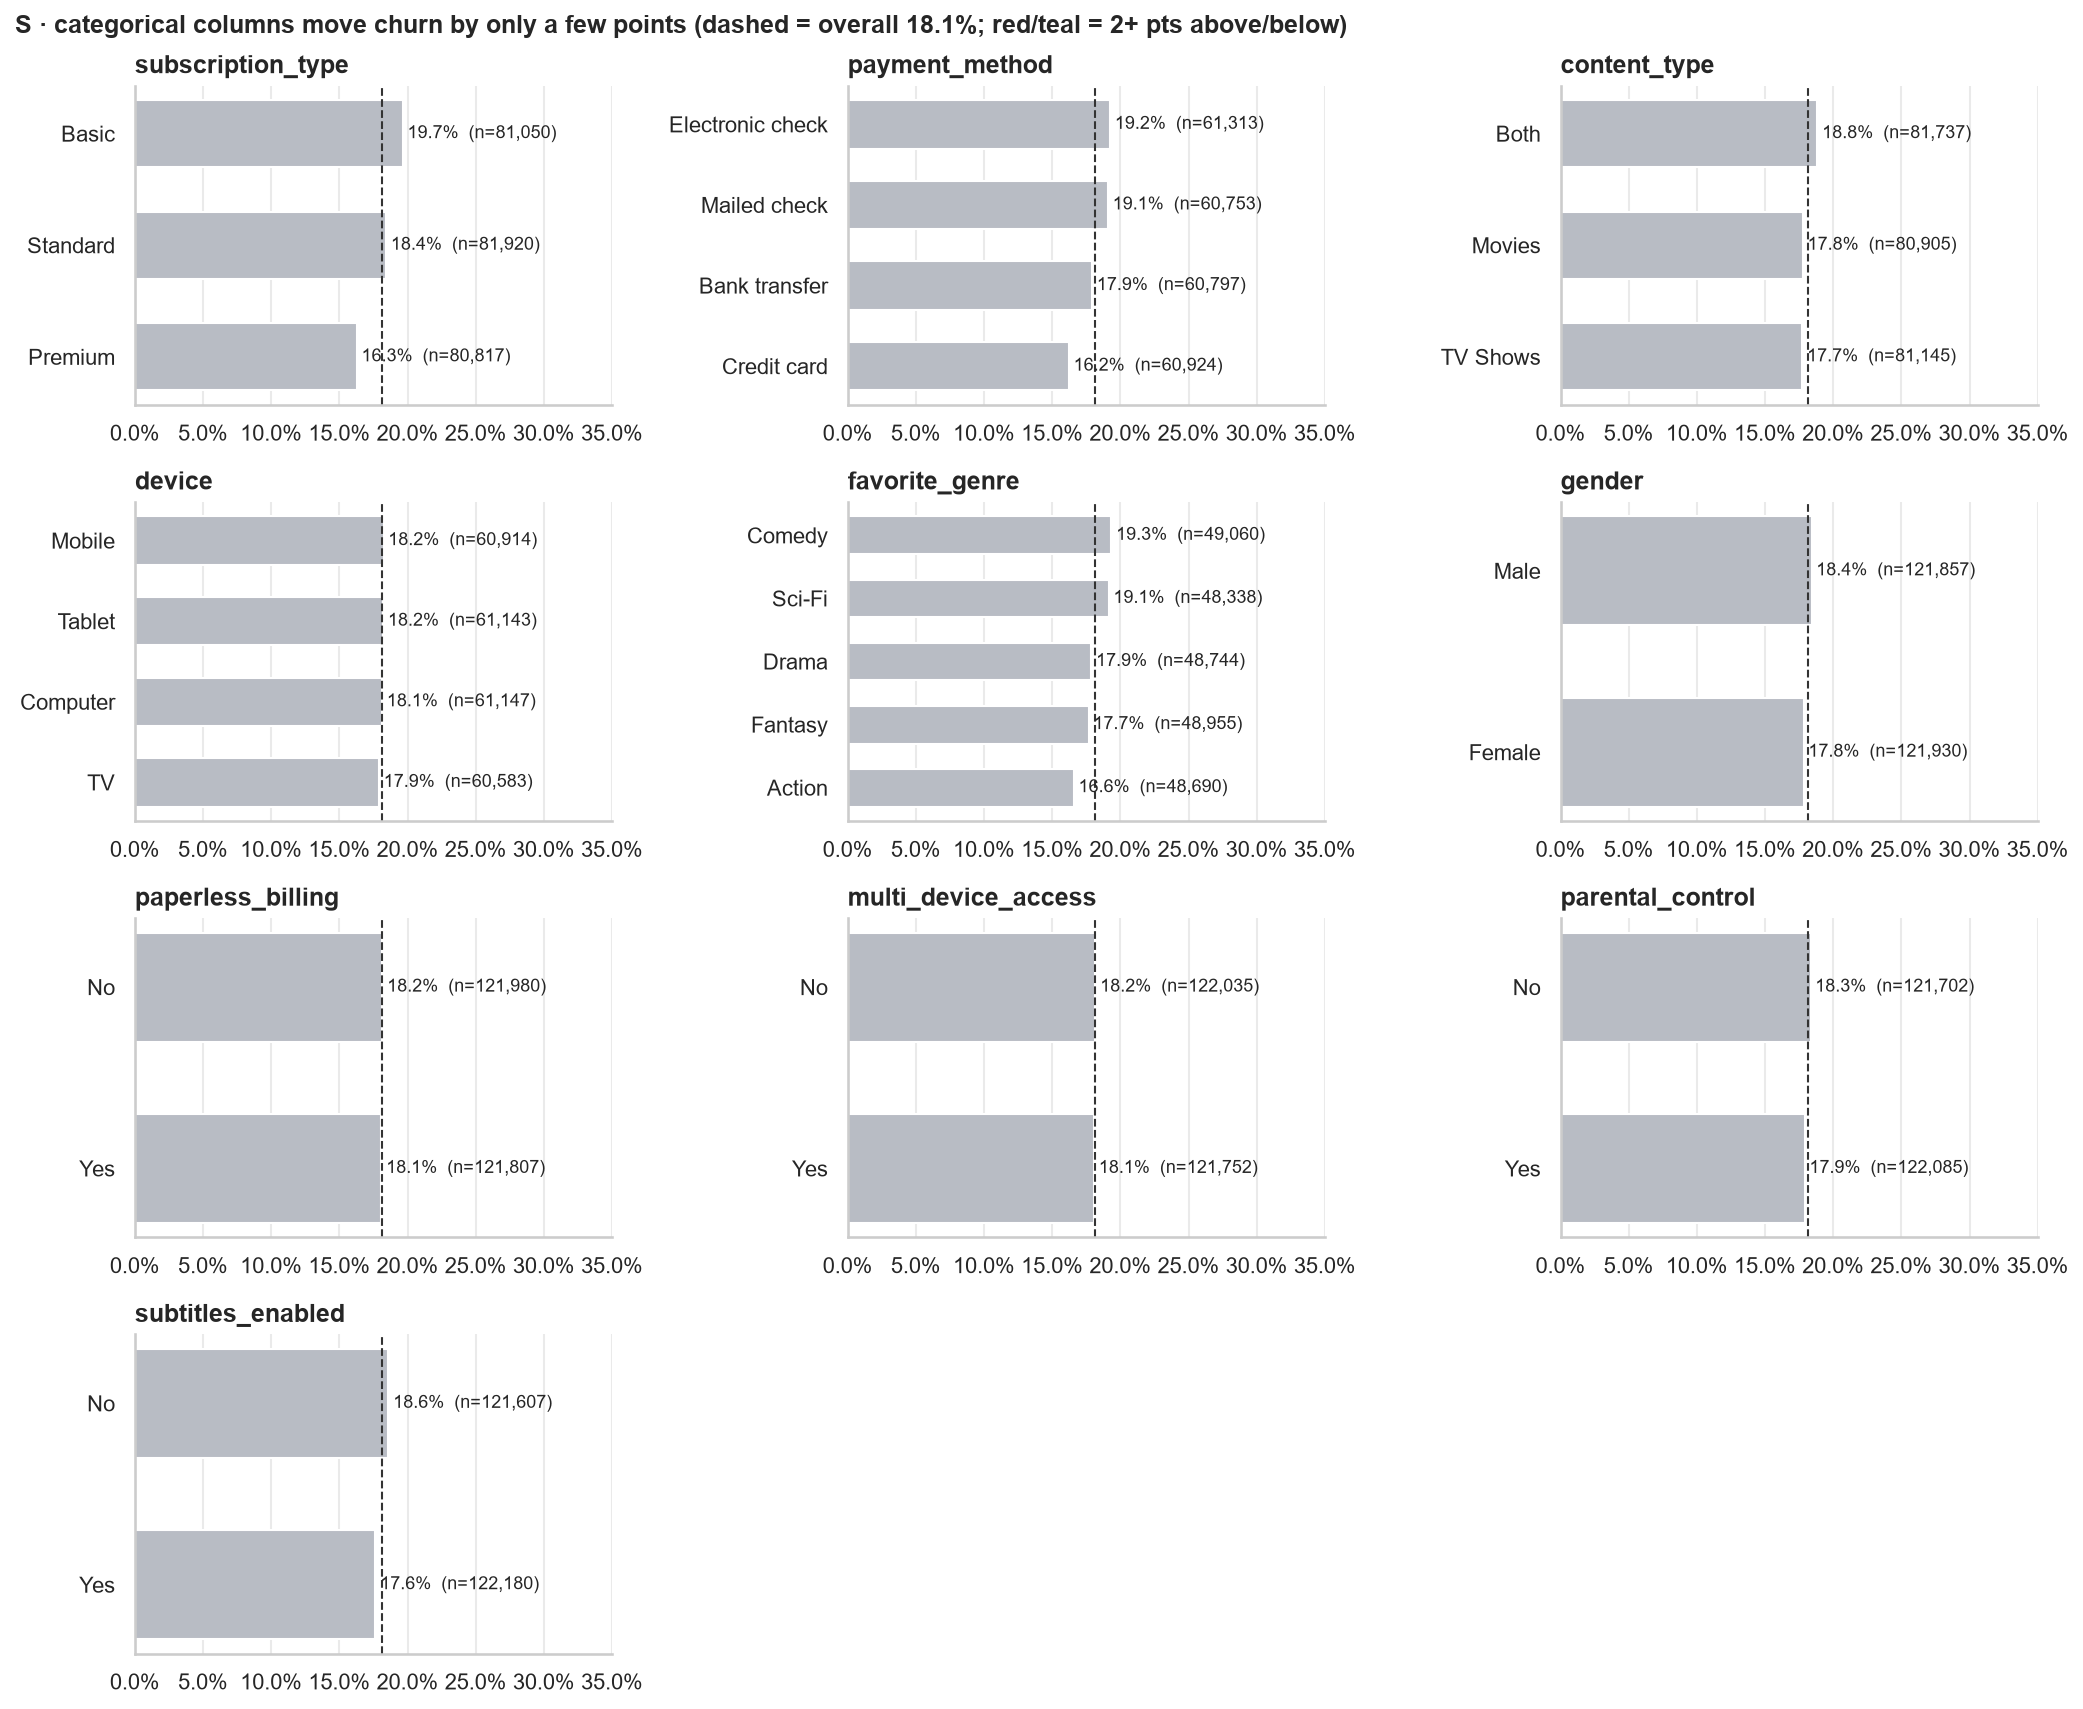 S · categorical columns move churn by only a few points (dashed = overall 18.1%; red/teal = 2+ pts above/below)
subscription_type
Basic 19.7% (n=81,050)
Standard 18.4% (n=81,920)
Premium 16.3% (n=80,817)
0.0% 5.0% 10.0% 15.0% 20.0% 25.0% 30.0% 35.0%
payment_method
Electronic check 19.2% (n=61,313)
Mailed check 19.1% (n=60,753)
Bank transfer 17.9% (n=60,797)
Credit card 16.2% (n=60,924)
0.0% 5.0% 10.0% 15.0% 20.0% 25.0% 30.0% 35.0%
content_type
Both 18.8% (n=81,737)
Movies 17.8% (n=80,905)
TV Shows 17.7% (n=81,145)
0.0% 5.0% 10.0% 15.0% 20.0% 25.0% 30.0% 35.0%
device
Mobile 18.2% (n=60,914)
Tablet 18.2% (n=61,143)
Computer 18.1% (n=61,147)
TV 17.9% (n=60,583)
0.0% 5.0% 10.0% 15.0% 20.0% 25.0% 30.0% 35.0%
favorite_genre
Comedy 19.3% (n=49,060)
Sci-Fi 19.1% (n=48,338)
Drama 17.9% (n=48,744)
Fantasy 17.7% (n=48,955)
Action 16.6% (n=48,690)
0.0% 5.0% 10.0% 15.0% 20.0% 25.0% 30.0% 35.0%
gender
Male 18.4% (n=121,857)
Female 17.8% (n=121,930)
0.0% 5.0% 10.0% 15.0% 20.0% 25.0% 30.0% 35.0%
paperless_billing
No 18.2% (n=121,980)
Yes 18.1% (n=121,807)
0.0% 5.0% 10.0% 15.0% 20.0% 25.0% 30.0% 35.0%
multi_device_access
No 18.2% (n=122,035)
Yes 18.1% (n=121,752)
0.0% 5.0% 10.0% 15.0% 20.0% 25.0% 30.0% 35.0%
parental_control
No 18.3% (n=121,702)
Yes 17.9% (n=122,085)
0.0% 5.0% 10.0% 15.0% 20.0% 25.0% 30.0% 35.0%
subtitles_enabled
No 18.6% (n=121,607)
Yes 17.6% (n=122,180)
0.0% 5.0% 10.0% 15.0% 20.0% 25.0% 30.0% 35.0%